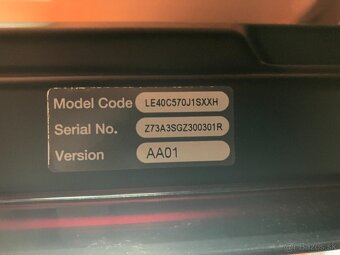 Model Code LE40C570J1SXXH
Serial No. Z73A3SGZ300301R
Version AA01